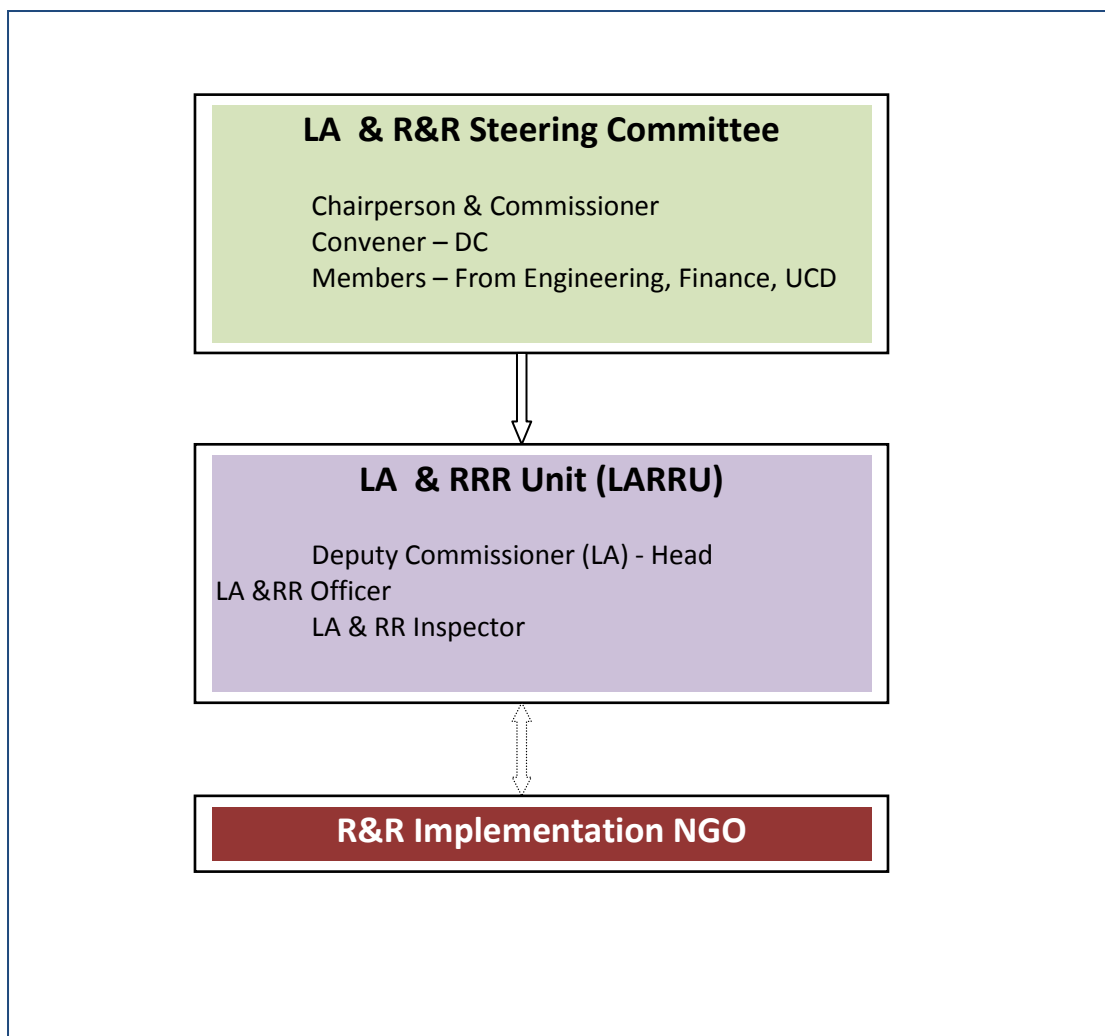 LA & R&R Steering Committee
Chairperson & Commissioner
Convener – DC
Members – From Engineering, Finance, UCD
LA & RRR Unit (LARRU)
Deputy Commissioner (LA) - Head
LA &RR Officer
LA & RR Inspector
R&R Implementation NGO